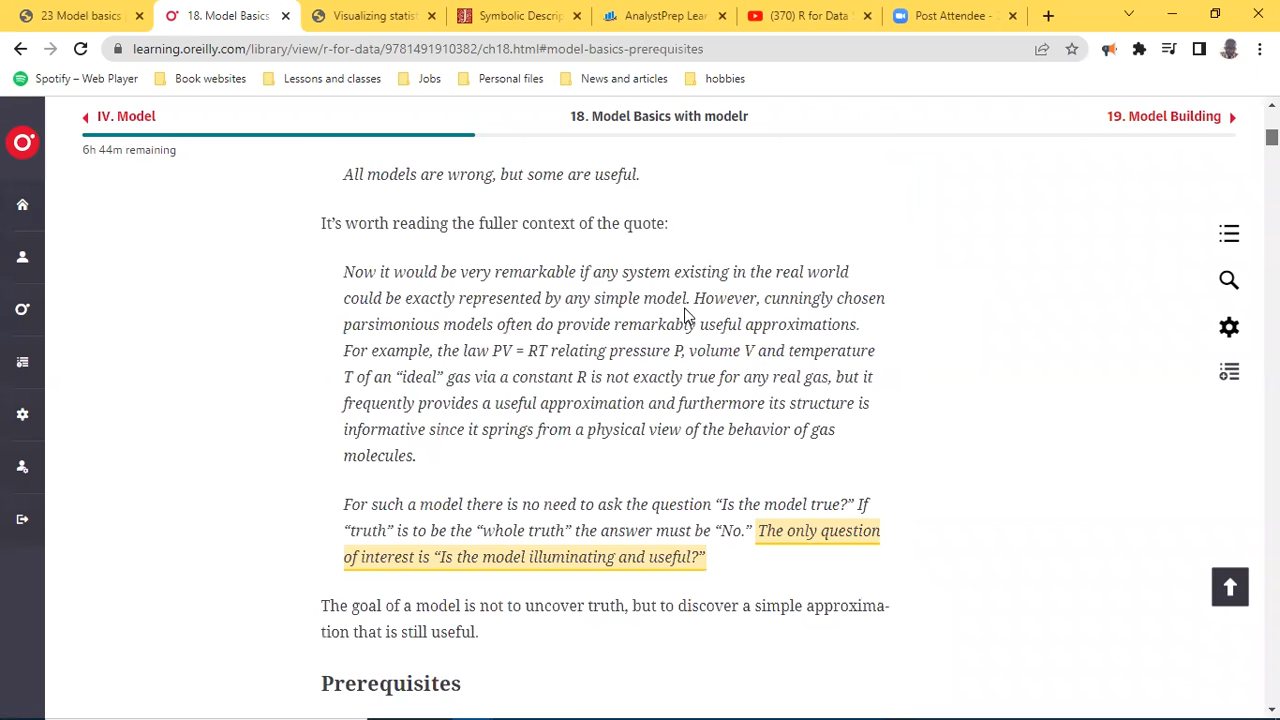 23 Model basics
18. Model Basics
Visualizing statist
Symbolic Descrip
AnalystPrep Lea
(370) R for Data
Post Attendee -
learning.oreilly.com/library/view/r-for-data/9781491910382/ch18.html#model-basics-prerequisites
Spotify – Web Player
Book websites
Lessons and classes
Jobs
Personal files
News and articles
hobbies
IV. Model
18. Model Basics with modelr
19. Model Building
6h 44m remaining
All models are wrong, but some are useful.
It’s worth reading the fuller context of the quote:
Now it would be very remarkable if any system existing in the real world
could be exactly represented by any simple model. However, cunningly chosen
parsimonious models often do provide remarkably useful approximations.
For example, the law PV = RT relating pressure P, volume V and temperature
T of an “ideal” gas via a constant R is not exactly true for any real gas, but it
frequently provides a useful approximation and furthermore its structure is
informative since it springs from a physical view of the behavior of gas
molecules.
For such a model there is no need to ask the question “Is the model true?” If
“truth” is to be the “whole truth” the answer must be “No.” The only question
of interest is “Is the model illuminating and useful?”
The goal of a model is not to uncover truth, but to discover a simple approxima-
tion that is still useful.
Prerequisites